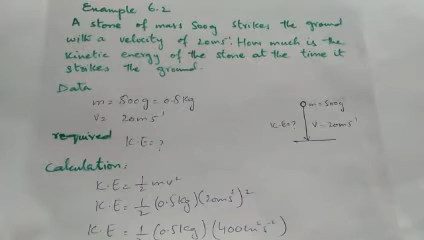 Example 6.2
A stone of mass 500g strikes the ground
with a velocity of 20ms⁻¹. How much is the
Kinetic energy of the stone at the time it
strikes the ground.
Data
m = 500g = 0.5kg
V = 20ms⁻¹
required K.E = ?
m = 500g
K.E = ? V = 20ms⁻¹
Calculation,
K.E = 1/2 mv²
K.E = 1/2 (0.5kg) (20ms⁻¹)²
K.E = 1/2 (0.5kg) (400m²s⁻²)